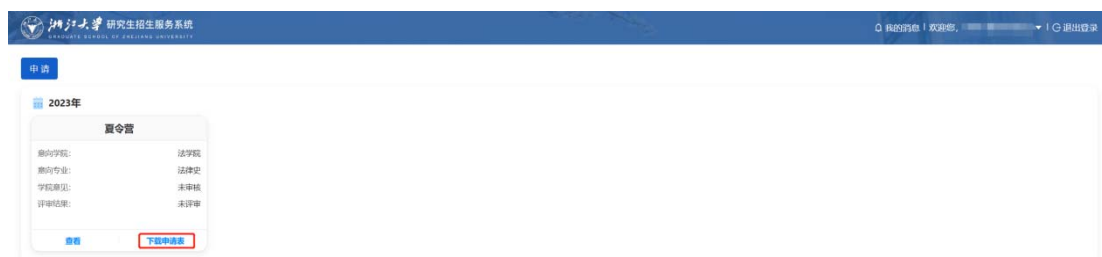 浙江大学 研究生招生服务系统
GRADUATE SCHOOL OF ZHEJIANG UNIVERSITY
我的消息 | 欢迎您, | 退出登录
申请
2023年
夏令营
意向学院: 法学院
意向专业: 法律史
学院意见: 未审核
评审结果: 未评审
查看 下载申请表